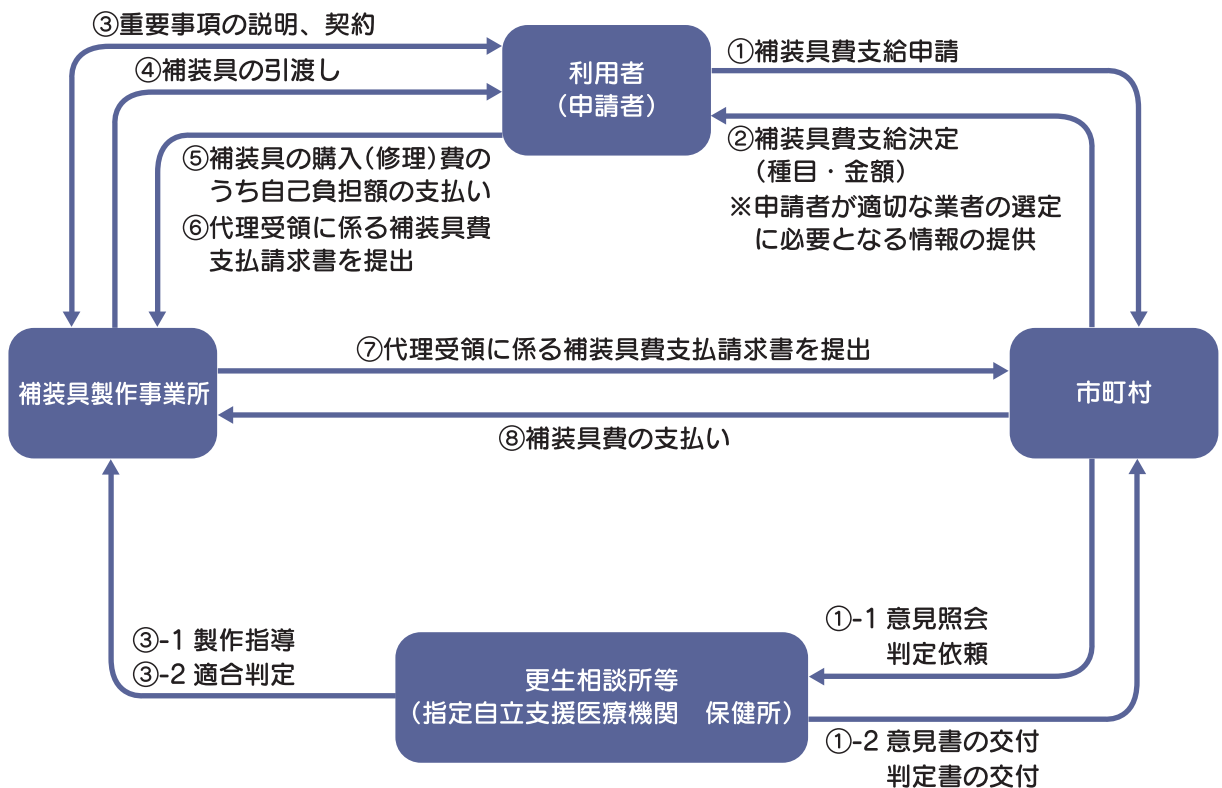 ③重要事項の説明、契約
④補装具の引渡し
利用者
（申請者）
①補装具費支給申請
②補装具費支給決定
（種目・金額）
※申請者が適切な業者の選定
に必要となる情報の提供
⑤補装具の購入（修理）費の
うち自己負担額の支払い
⑥代理受領に係る補装具費
支払請求書を提出
⑦代理受領に係る補装具費支払請求書を提出
補装具製作事業所
市町村
⑧補装具費の支払い
①-1 意見照会
判定依頼
③-1 製作指導
③-2 適合判定
更生相談所等
（指定自立支援医療機関　保健所）
①-2 意見書の交付
判定書の交付